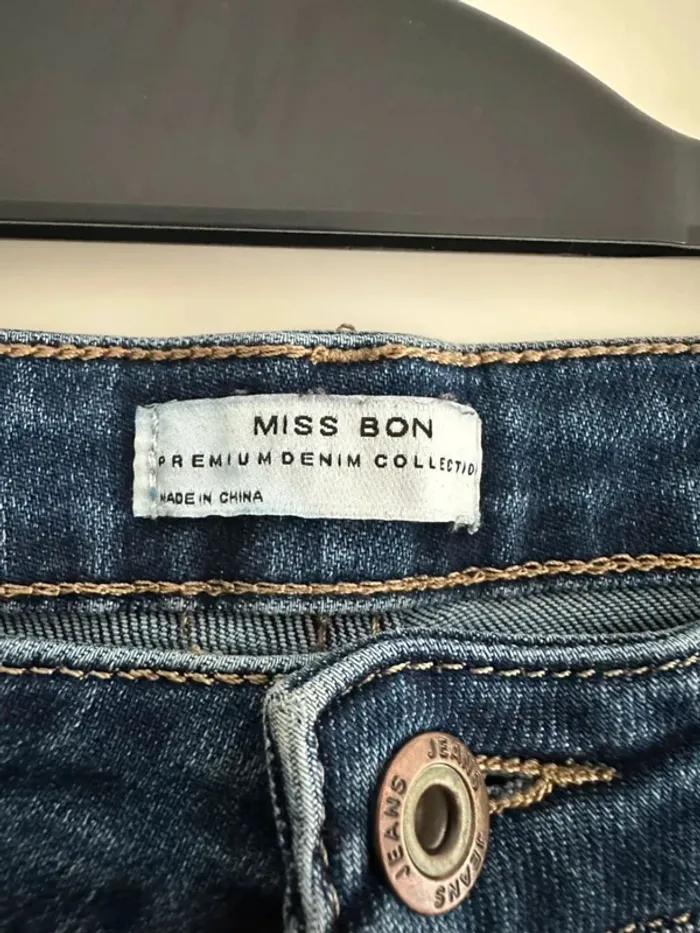 MISS BON
PREMIUM DENIM COLLECTIO
MADE IN CHINA
JEANS JEANS JEANS